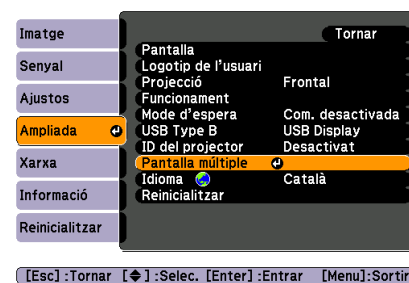 Imatge
Senyal
Ajustos
Ampliada
Xarxa
Informació
Reinicialitzar
Tornar
Pantalla
Logotip de l'usuari
Projecció Frontal
Funcionament
Mode d'espera Com. desactivada
USB Type B USB Display
ID del projector Desactivat
Pantalla múltiple
Idioma Català
Reinicialitzar
[Esc] :Tornar [◆] :Selec. [Enter] :Entrar [Menu]:Sortir